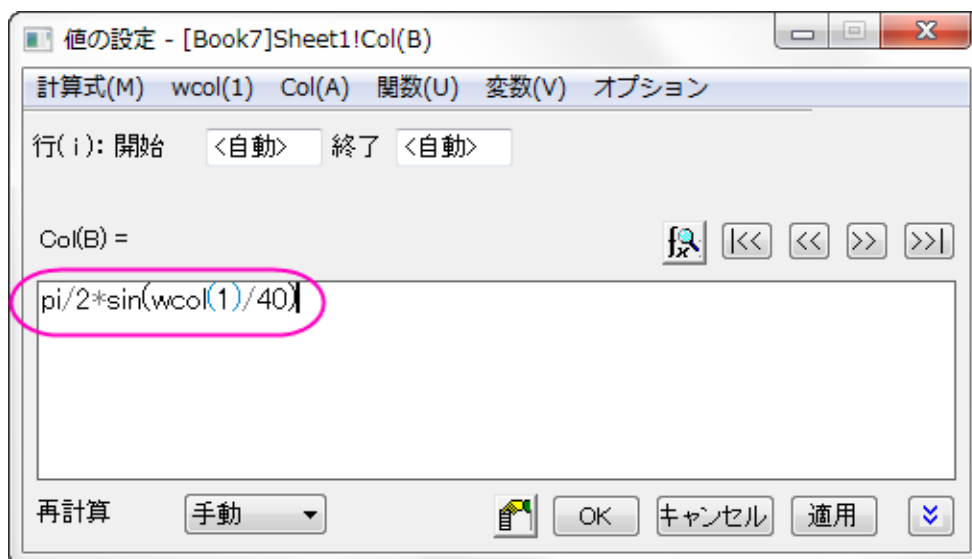 値の設定 - [Book7]Sheet1!Col(B)
計算式(M) wcol(1) Col(A) 関数(U) 変数(V) オプション
行(i): 開始 <自動> 終了 <自動>
Col(B) = |<< << >> >>|
pi/2*sin(wcol(1)/40)
再計算 手動 OK キャンセル 適用